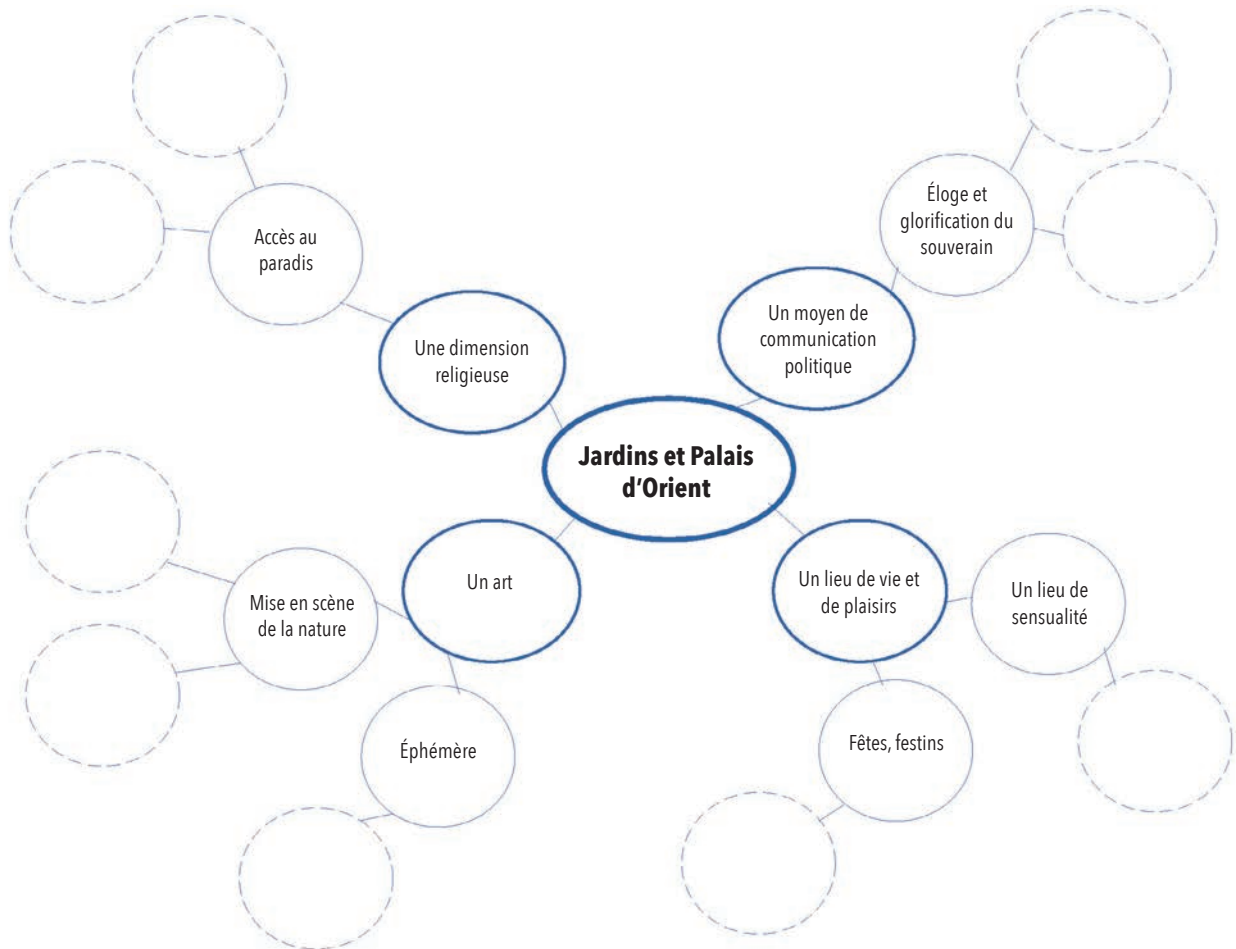 Éloge et
glorification du
souverain
Accès au
paradis
Un moyen de
communication
politique
Une dimension
religieuse
Jardins et Palais
d’Orient
Un art
Un lieu de vie et
de plaisirs
Un lieu de
sensualité
Mise en scène
de la nature
Éphémère
Fêtes, festins